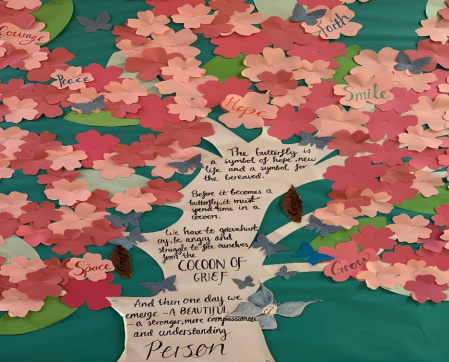 Courage
Faith
Peace
Smile
Hope
The butterfly is
a symbol of hope, new
life and a symbol for
the bereaved.
Before it becomes a
butterfly, it must
spend time in a
cocoon.
We have to grieve, hurt,
cry, be angry and
struggle to free ourselves
from the
COCOON OF
GRIEF
Space
Grow
And then one day we
emerge - A BEAUTIFUL
- a stronger, more compassionate
and understanding
Person